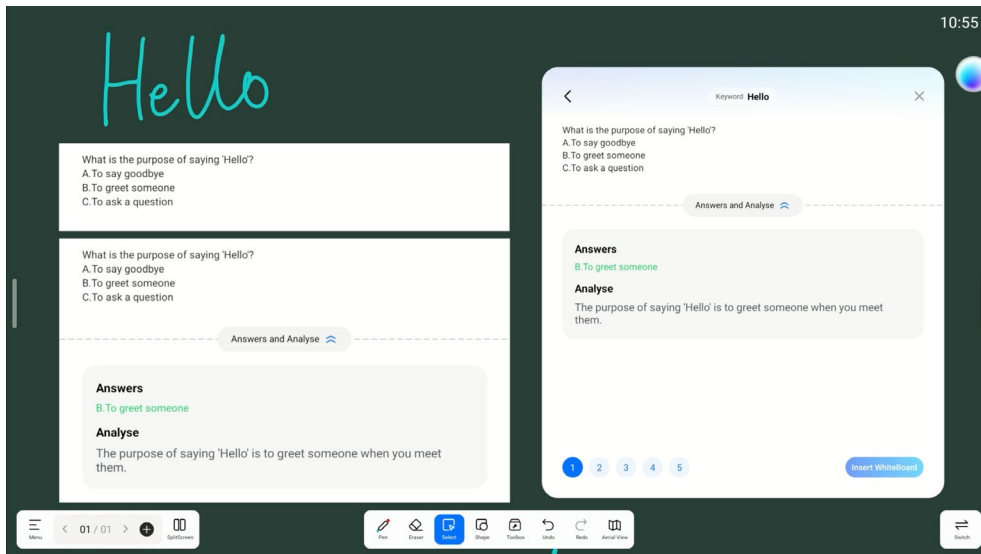 10:55
Hello
What is the purpose of saying 'Hello'?
A.To say goodbye
B.To greet someone
C.To ask a question
What is the purpose of saying 'Hello'?
A.To say goodbye
B.To greet someone
C.To ask a question
Answers and Analyse
Answers
B.To greet someone
Analyse
The purpose of saying 'Hello' is to greet someone when you meet
them.
Keyword Hello
What is the purpose of saying 'Hello'?
A.To say goodbye
B.To greet someone
C.To ask a question
Answers and Analyse
Answers
B.To greet someone
Analyse
The purpose of saying 'Hello' is to greet someone when you meet
them.
1 2 3 4 5
Insert WhiteBoard
Menu
01 / 01
SplitScreen
Pen
Eraser
Select
Shape
Toolbox
Undo
Redo
Aerial View
Switch